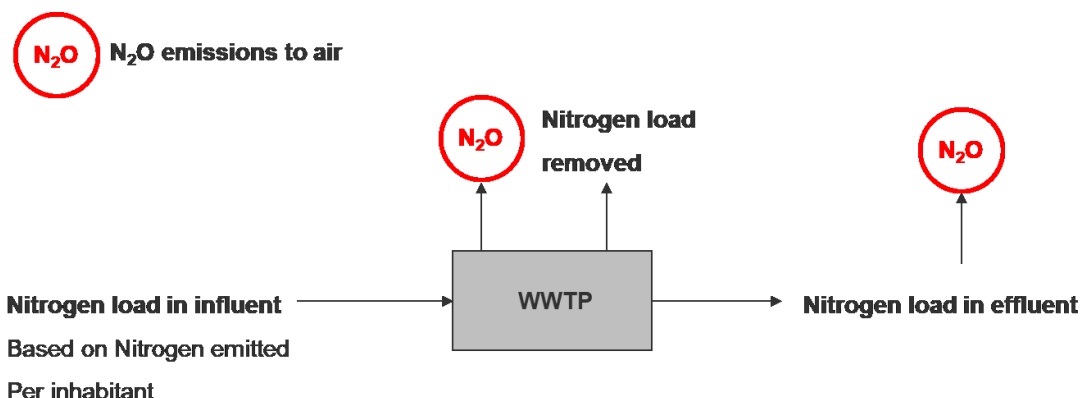 N₂O N₂O emissions to air
N₂O
Nitrogen load
removed
N₂O
WWTP
Nitrogen load in influent
Based on Nitrogen emitted
Per inhabitant
Nitrogen load in effluent